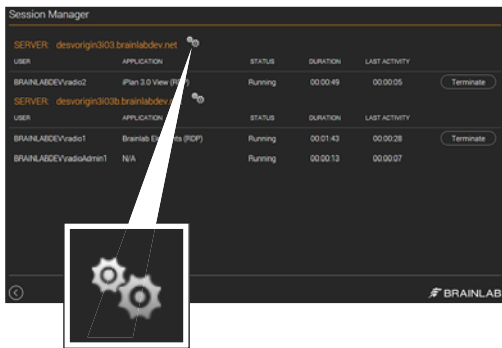 Session Manager
SERVER: desvorigin3i03.brainlabdev.net
USER APPLICATION STATUS DURATION LAST ACTIVITY
BRAINLABDEV\radio2 iPlan 3.0 View Running 00:00:49 00:00:05 Terminate
SERVER: desvorigin3i03b.brainlabdev
USER APPLICATION STATUS DURATION LAST ACTIVITY
BRAINLABDEV\radio1 Brainlab (RDP) Running 00:01:43 00:00:28 Terminate
BRAINLABDEV\radioAdmin1 N/A Running 00:00:13 00:00:07
BRAINLAB